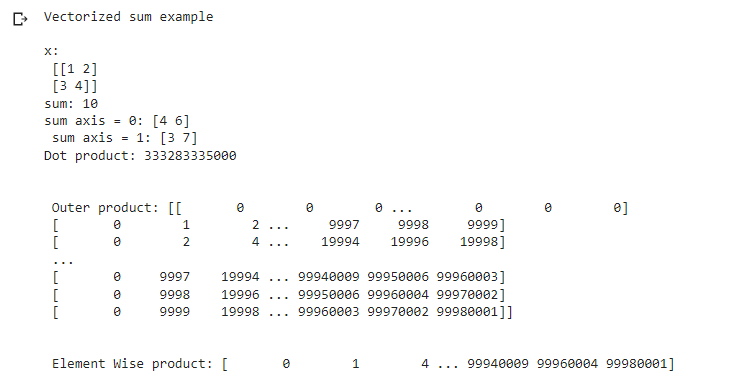 Vectorized sum example
x:
[[1 2]
[3 4]]
sum: 10
sum axis = 0: [4 6]
sum axis = 1: [3 7]
Dot product: 333283335000
Outer product: [[ 0 0 0 ... 0 0 0]
[ 0 1 2 ... 9997 9998 9999]
[ 0 2 4 ... 19994 19996 19998]
...
[ 0 9997 19994 ... 99940009 99950006 99960003]
[ 0 9998 19996 ... 99950006 99960004 99970002]
[ 0 9999 19998 ... 99960003 99970002 99980001]]
Element Wise product: [ 0 1 4 ... 99940009 99960004 99980001]